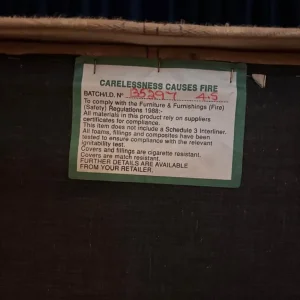 CARELESSNESS CAUSES FIRE
BATCH/I.D. Nº 35297 4.5
To comply with the Furniture & Furnishings (Fire)
(Safety) Regulations 1988:-
All materials in this product rely on suppliers
certificates for compliance.
This item does not include a Schedule 3 Interliner.
All foams, fillings and composites have been
tested to ensure compliance with the relevant
ignitability test.
Covers and fillings are cigarette resistant.
Covers are match resistant.
FURTHER DETAILS ARE AVAILABLE
FROM YOUR RETAILER.